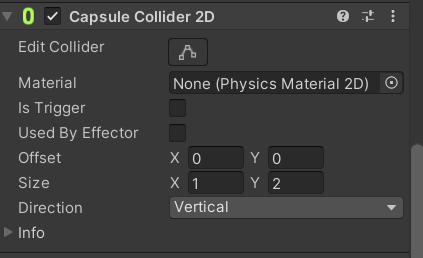 Capsule Collider 2D
Edit Collider
Material None (Physics Material 2D)
Is Trigger
Used By Effector
Offset X 0 Y 0
Size X 1 Y 2
Direction Vertical
Info